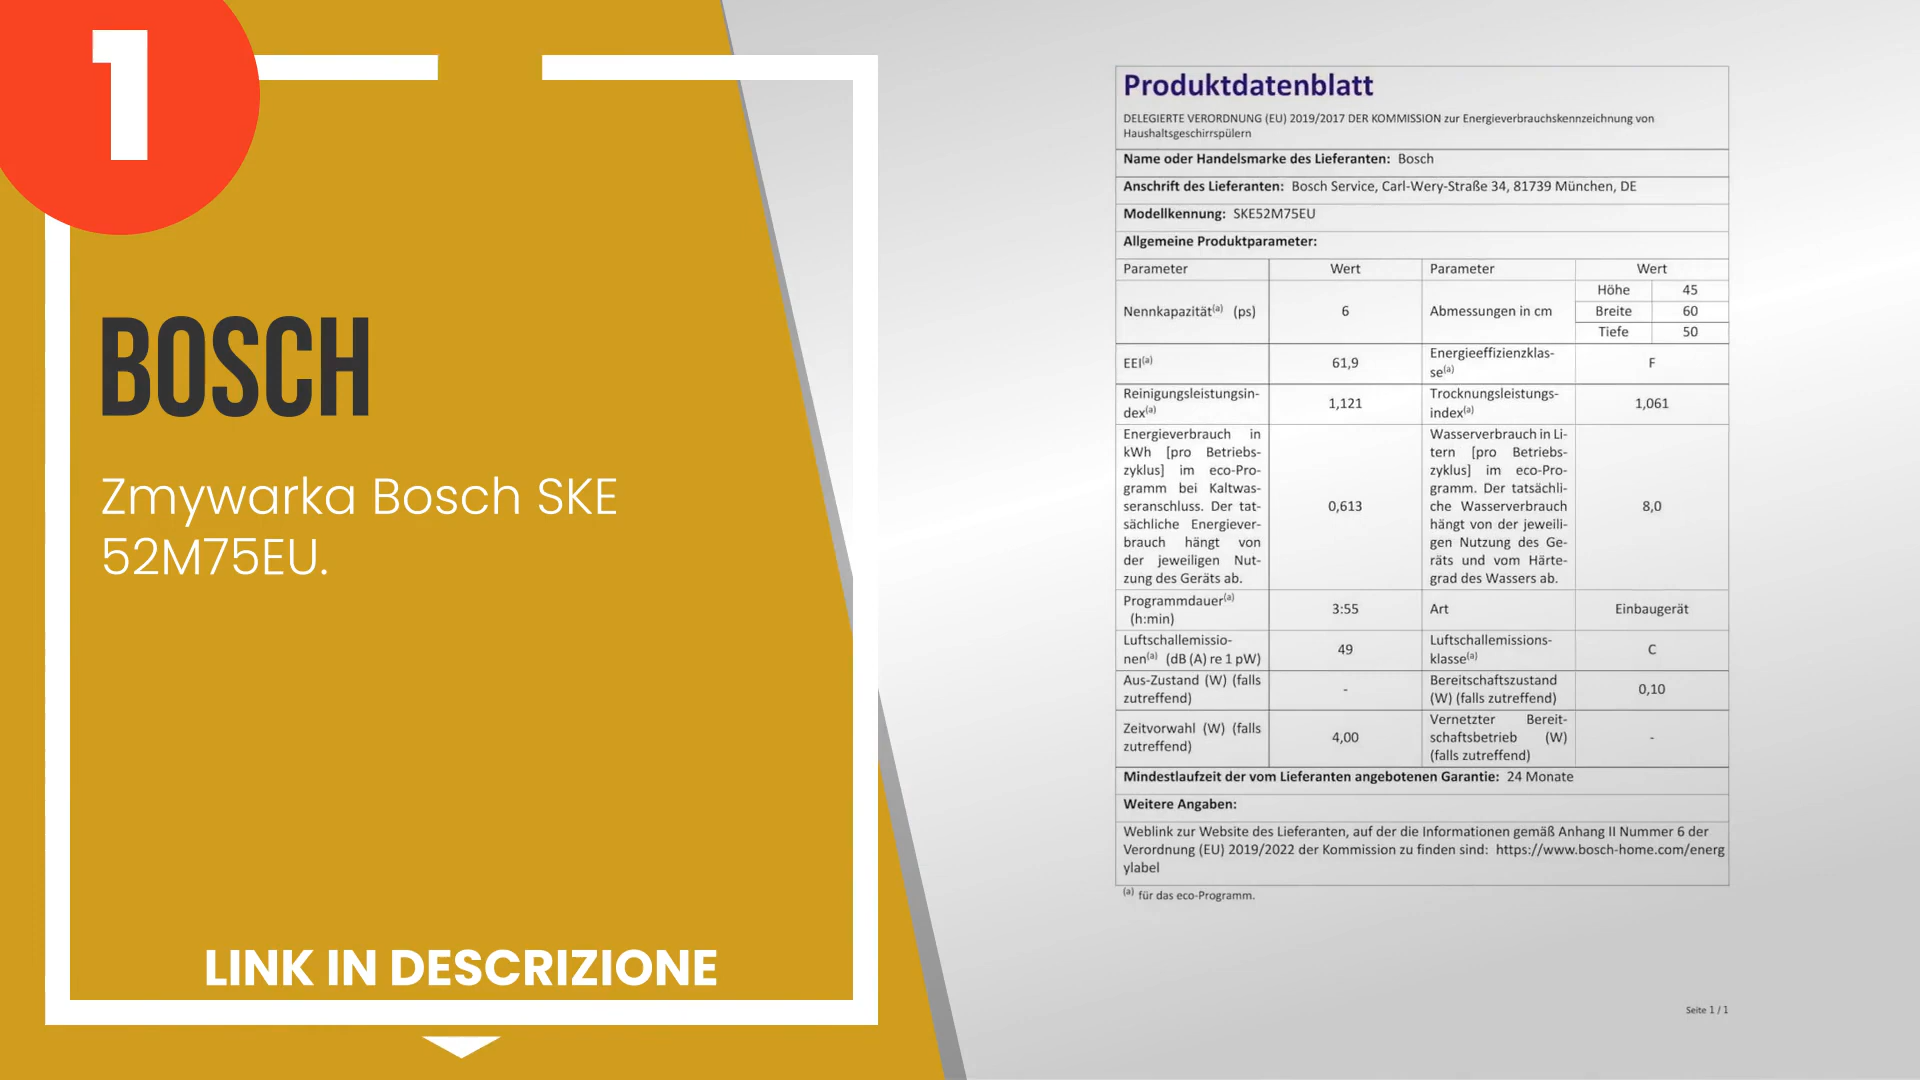 1
BOSCH
Zmywarka Bosch SKE
52M75EU.
LINK IN DESCRIZIONE
Produktdatenblatt
DELEGIERTE VERORDNUNG (EU) 2019/2017 DER KOMMISSION zur Energieverbrauchskennzeichnung von
Haushaltsgeschirrspülern
Name oder Handelsmarke des Lieferanten: Bosch
Anschrift des Lieferanten: Bosch Service, Carl-Wery-Straße 34, 81739 München, DE
Modellkennung: SKE52M75EU
Allgemeine Produktparameter:
Parameter Wert Parameter Wert
Nennkapazität(a) (ps) 6 Abmessungen in cm
Höhe 45
Breite 60
Tiefe 50
EEI(a) 61,9
Energieeffizienzklas-
se(a)
F
Reinigungsleistungsin-
dex(a)
1,121
Trocknungsleistungs-
index(a)
1,061
Energieverbrauch in
kWh [pro Betriebs-
zyklus] im eco-Pro-
gramm bei Kaltwas-
seranschluss. Der tat-
sächliche Energiever-
brauch hängt von
der jeweiligen Nut-
zung des Geräts ab.
0,613
Wasserverbrauch in Li-
tern [pro Betriebs-
zyklus] im eco-Pro-
gramm. Der tatsächli-
che Wasserverbrauch
hängt von der jeweili-
gen Nutzung des Ge-
räts und vom Härte-
grad des Wassers ab.
8,0
Programmdauer(a)
(h:min)
3:55
Art
Einbaugerät
Luftschallemissio-
nen(a) (dB (A) re 1 pW)
49
Luftschallemissions-
klasse(a)
C
Aus-Zustand (W) (falls
zutreffend)
-
Bereitschaftszustand
(W) (falls zutreffend)
0,10
Zeitvorwahl (W) (falls
zutreffend)
4,00
Vernetzter Bereit-
schaftsbetrieb (W)
(falls zutreffend)
-
Mindestlaufzeit der vom Lieferanten angebotenen Garantie: 24 Monate
Weitere Angaben:
Weblink zur Website des Lieferanten, auf der die Informationen gemäß Anhang II Nummer 6 der
Verordnung (EU) 2019/2022 der Kommission zu finden sind: https://www.bosch-home.com/energ
ylabel
(a) für das eco-Programm.
Seite 1 / 1